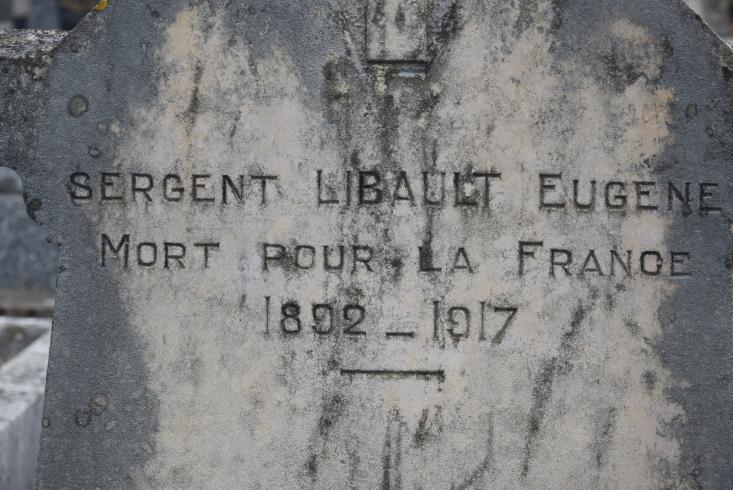 SERGENT LIBAULT EUGENE
MORT POUR LA FRANCE
1892 _ 1917